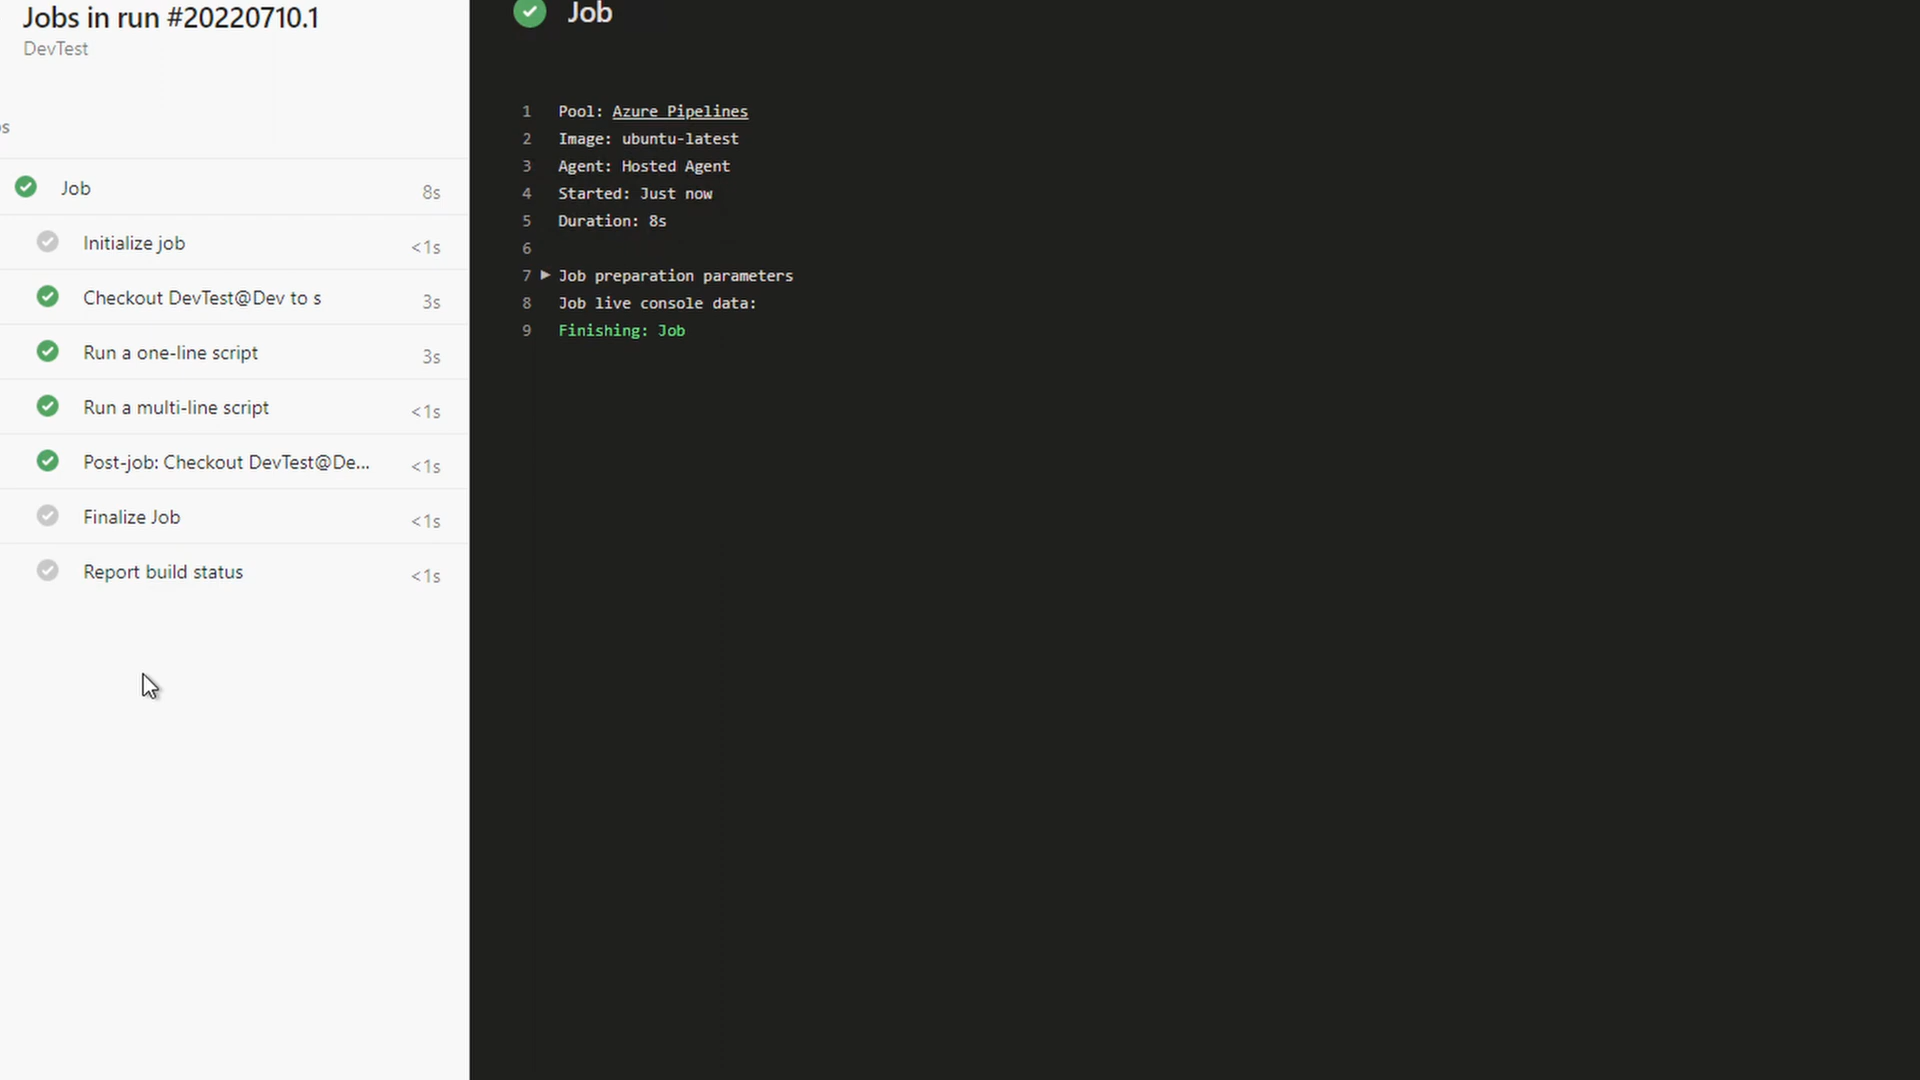 Jobs in run #20220710.1
DevTest
s
Job 8s
Initialize job <1s
Checkout DevTest@Dev to s 3s
Run a one-line script 3s
Run a multi-line script <1s
Post-job: Checkout DevTest@De... <1s
Finalize Job <1s
Report build status <1s
Job
1 Pool: Azure Pipelines
2 Image: ubuntu-latest
3 Agent: Hosted Agent
4 Started: Just now
5 Duration: 8s
6
7 Job preparation parameters
8 Job live console data:
9 Finishing: Job